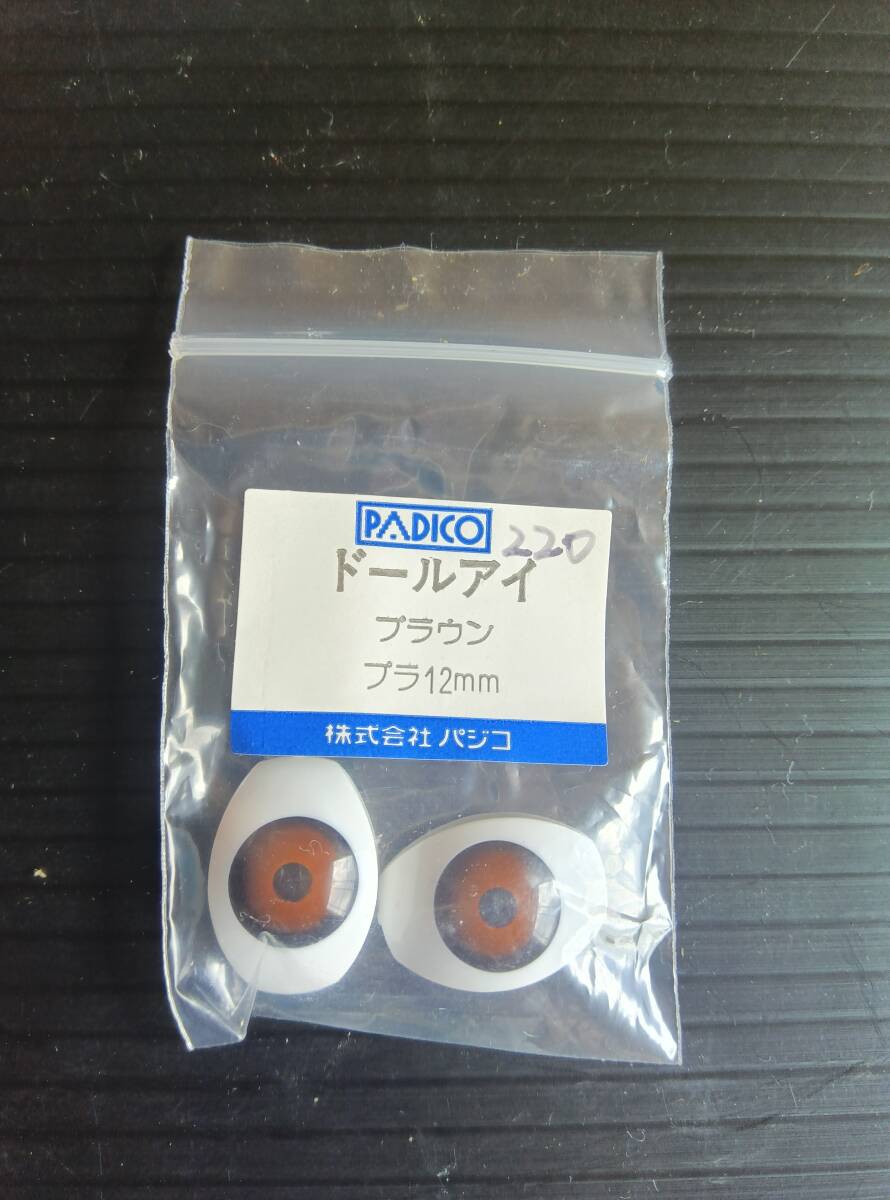 PADICO
220
ドールアイ
ブラウン
プラ12mm
株式会社 パジコ